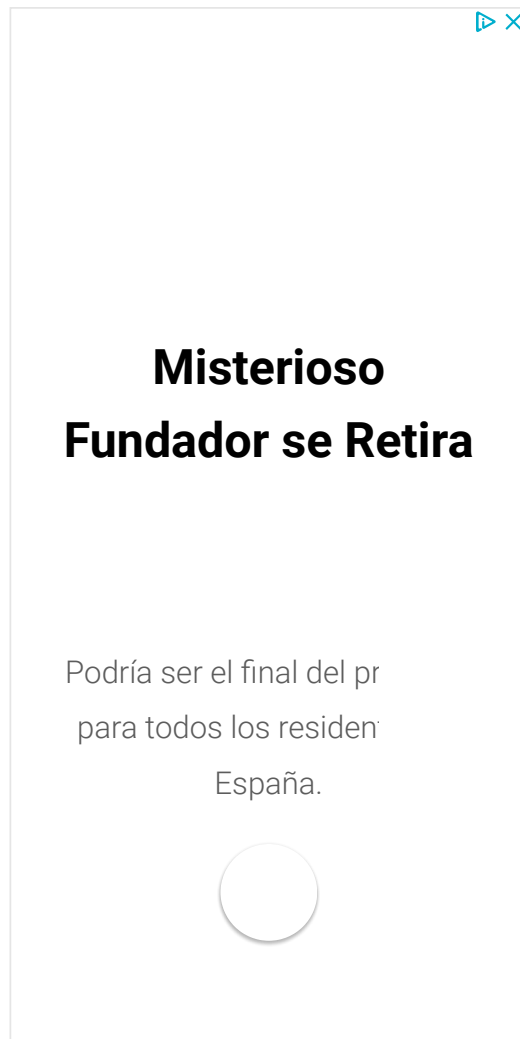 Misterioso
Fundador se Retira
Podría ser el final del
para todos los
España.